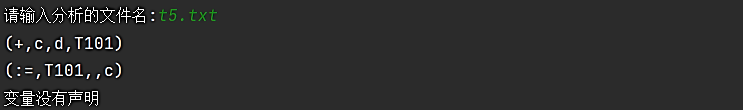 请输入分析的文件名:t5.txt
(+,c,d,T101)
(:=,T101,,c)
变量没有声明